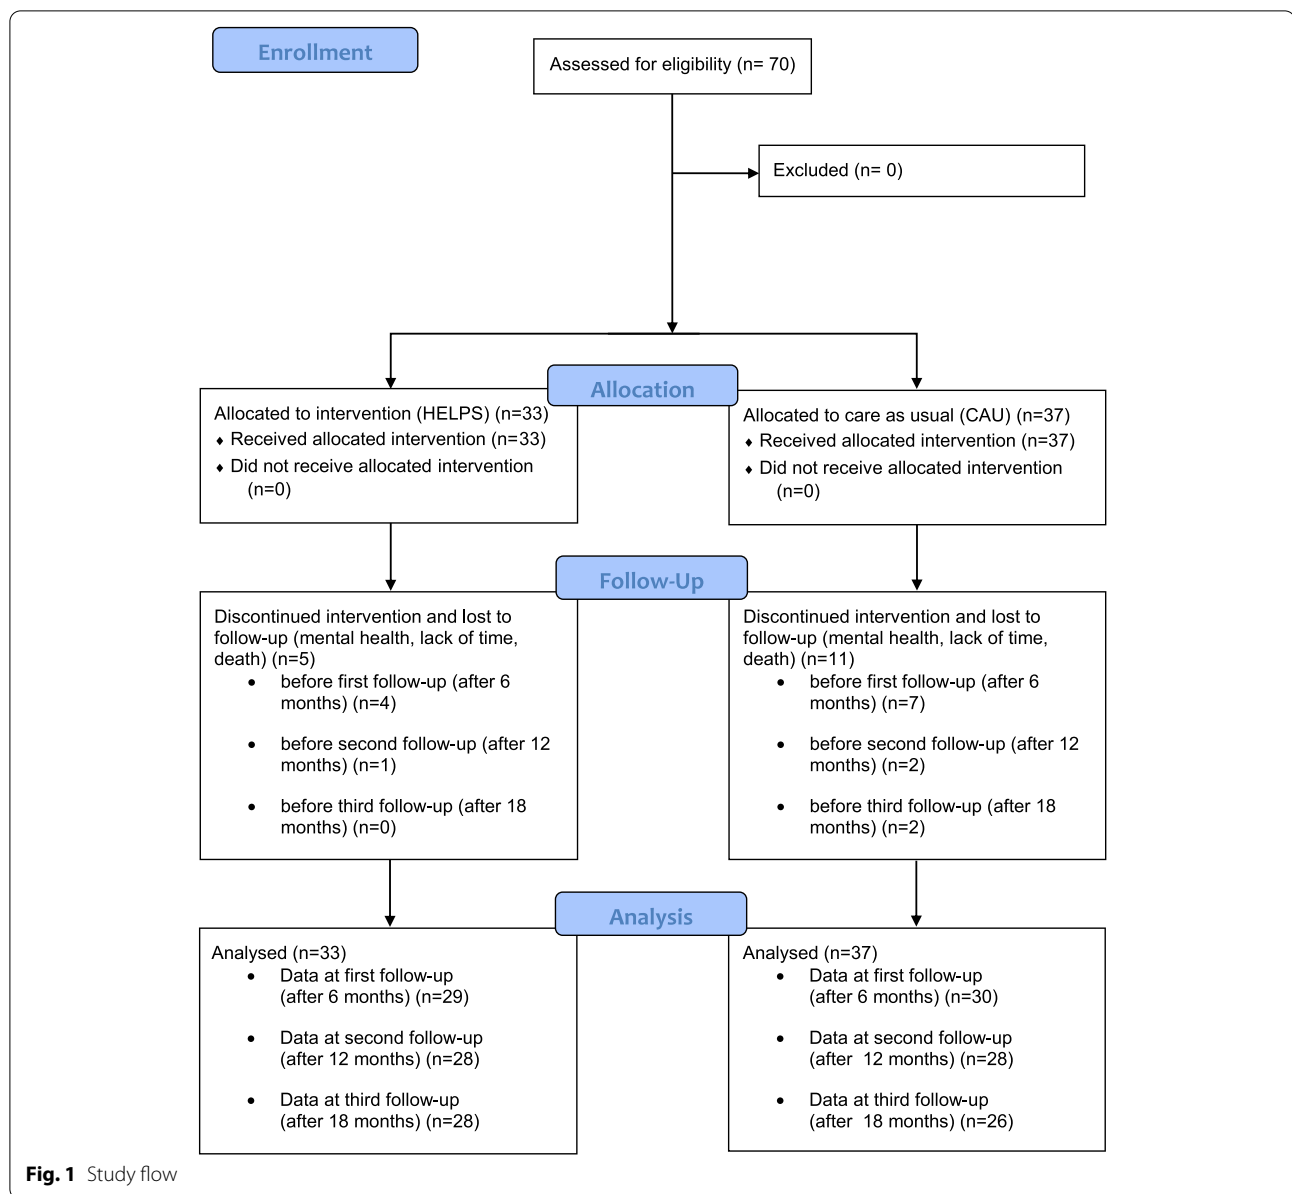 Enrollment
Assessed for eligibility (n= 70)
Excluded (n= 0)
Allocation
Allocated to intervention (HELPS) (n=33)
♦ Received allocated intervention (n=33)
♦ Did not receive allocated intervention
(n=0)
Allocated to care as usual (CAU) (n=37)
♦ Received allocated intervention (n=37)
♦ Did not receive allocated intervention
(n=0)
Follow-Up
Discontinued intervention and lost to
follow-up (mental health, lack of time,
death) (n=5)
• before first follow-up (after 6
months) (n=4)
• before second follow-up (after 12
months) (n=1)
• before third follow-up (after 18
months) (n=0)
Discontinued intervention and lost to
follow-up (mental health, lack of time,
death) (n=11)
• before first follow-up (after 6
months) (n=7)
• before second follow-up (after 12
months) (n=2)
• before third follow-up (after 18
months) (n=2)
Analysis
Analysed (n=33)
• Data at first follow-up
(after 6 months) (n=29)
• Data at second follow-up
(after 12 months) (n=28)
• Data at third follow-up
(after 18 months) (n=28)
Analysed (n=37)
• Data at first follow-up
(after 6 months) (n=30)
• Data at second follow-up
(after  12 months) (n=28)
• Data at third follow-up
(after  18 months) (n=26)
Fig. 1 Study flow